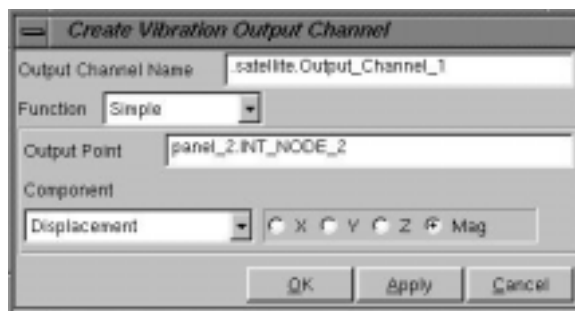 Create Vibration Output Channel
Output Channel Name .satellite.Output_Channel_1
Function Simple
Output Point panel_2.INT_NODE_2
Component
Displacement X Y Z Mag
OK Apply Cancel